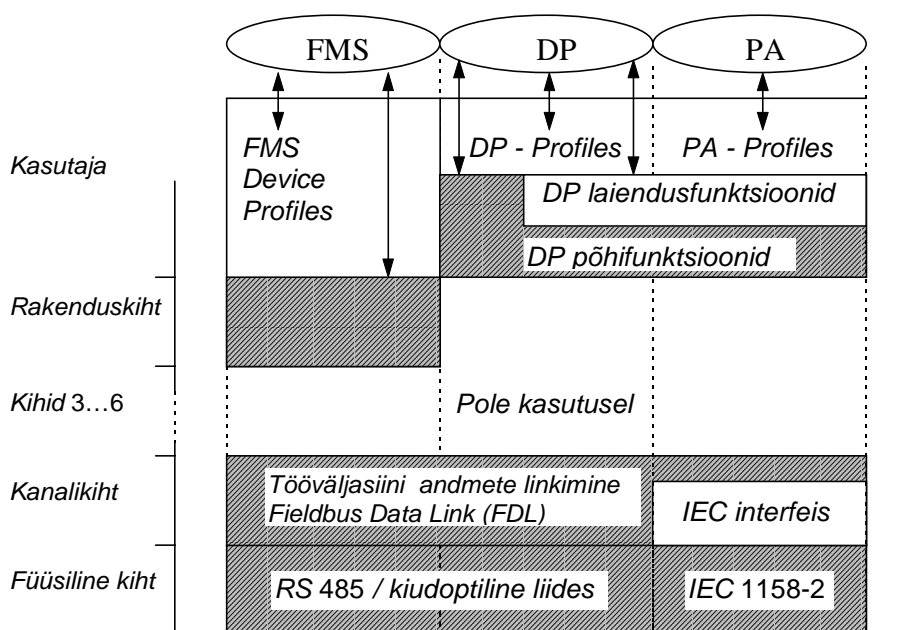 FMS
DP
PA
Kasutaja
FMS
Device
Profiles
DP - Profiles
PA - Profiles
DP laiendusfunktsioonid
DP põhifunktsioonid
Rakenduskiht
Kihid 3…6
Pole kasutusel
Kanalikiht
Tööväljasiini andmete linkimine
Fieldbus Data Link (FDL)
IEC interfeis
Füüsiline kiht
RS 485 / kiudoptiline liides
IEC 1158-2